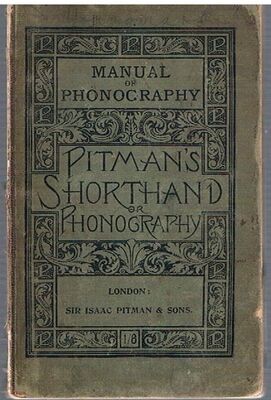 MANUAL
OF
PHONOGRAPHY
PITMAN'S
SHORTHAND
OR
PHONOGRAPHY
LONDON:
SIR ISAAC PITMAN & SONS.
1/6